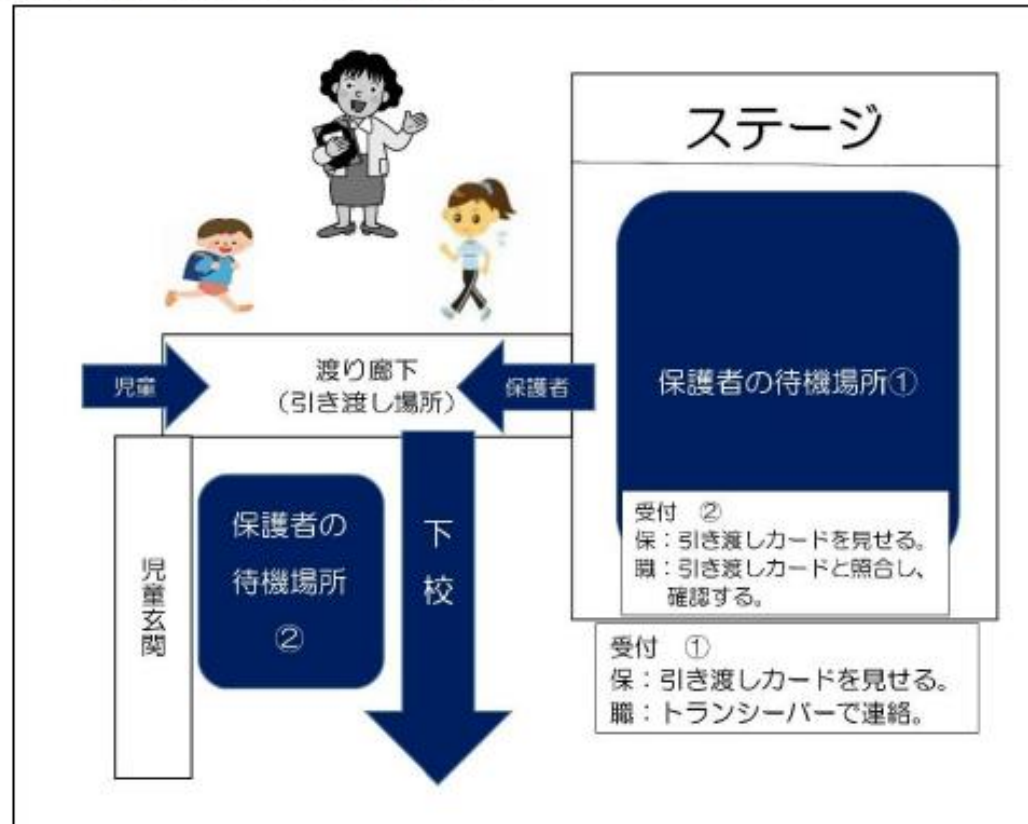 ステージ
保護者の待機場所①
児童
渡り廊下
（引き渡し場所）
保護者
受付　②
保：引き渡しカードを見せる。
職：引き渡しカードと照合し、
確認する。
保護者の
待機場所
②
下校
児童玄関
受付　①
保：引き渡しカードを見せる。
職：トランシーバーで連絡。